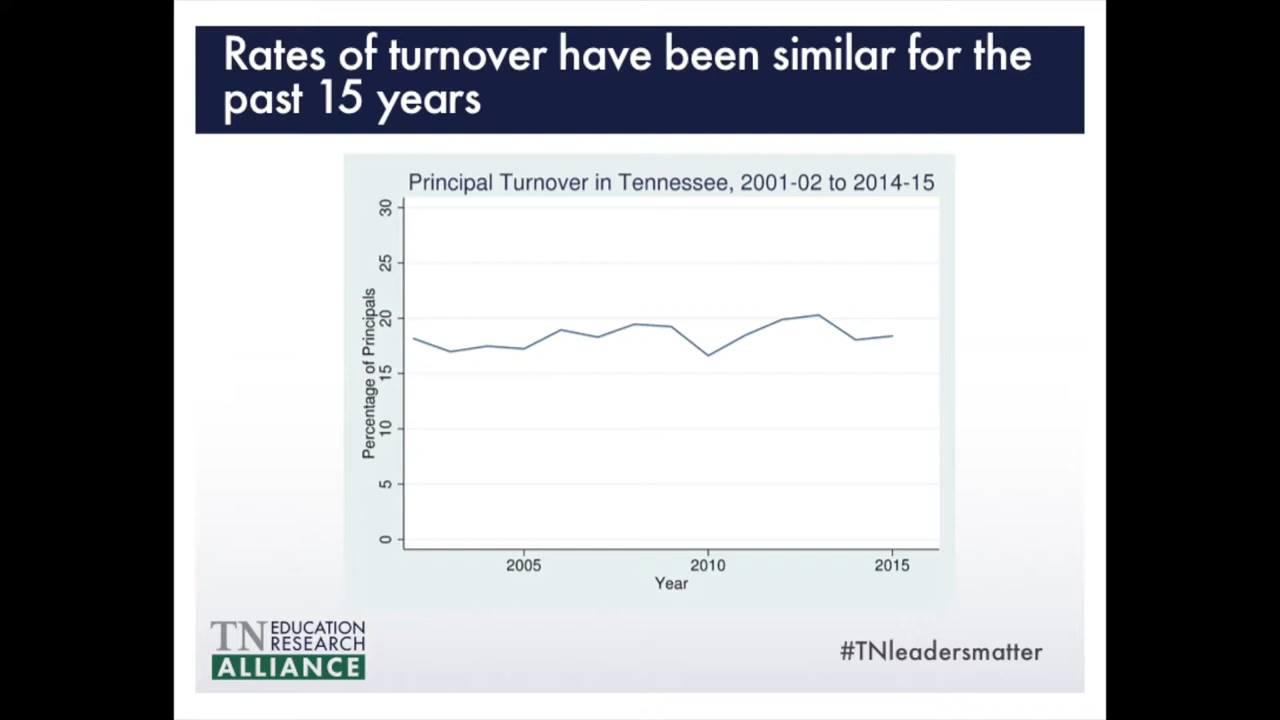 Rates of turnover have been similar for the
past 15 years
Principal Turnover in Tennessee, 2001-02 to 2014-15
Percentage of Principals
30
25
20
15
10
5
0
2005
2010
2015
Year
TN EDUCATION
RESEARCH
ALLIANCE
#TNleadersmatter